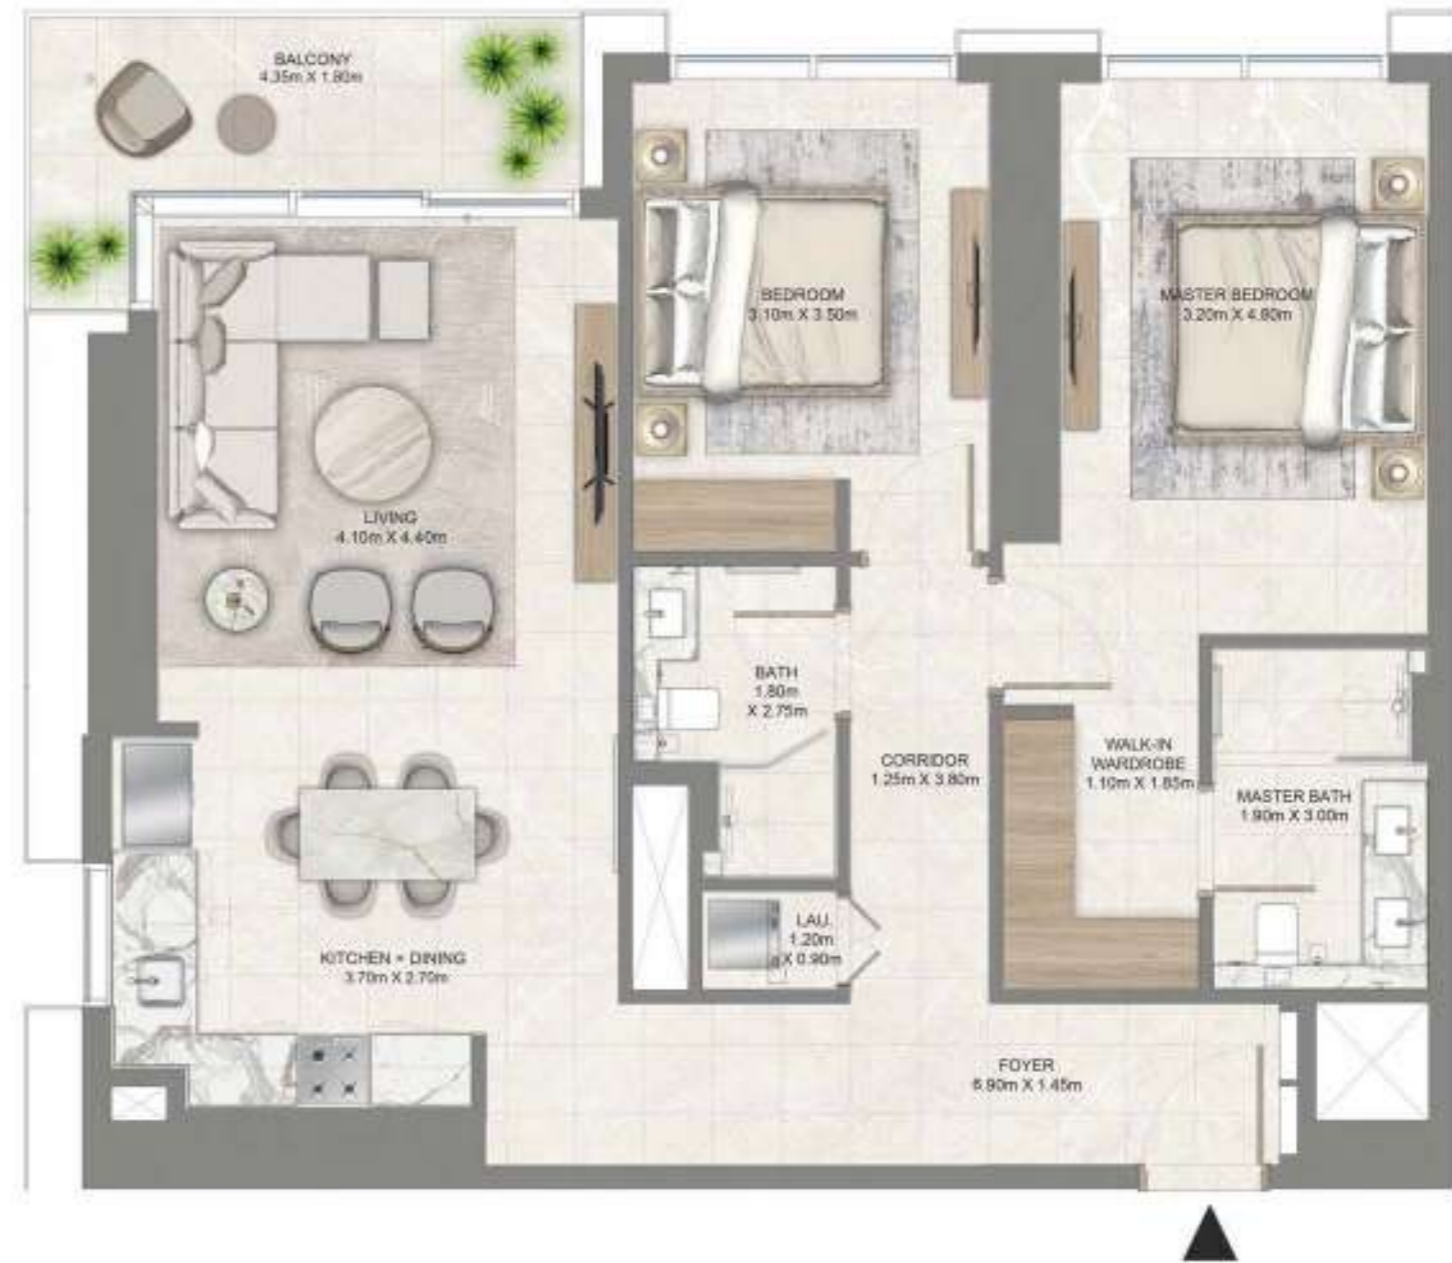 BALCONY
4.35m X 1.80m
BEDROOM
3.10m X 3.50m
MASTER BEDROOM
3.20m X 4.80m
LIVING
4.10m X 4.40m
BATH
1.80m
X 2.75m
CORRIDOR
1.25m X 3.80m
WALK-IN
WARDROBE
1.10m X 1.85m
MASTER BATH
1.90m X 3.00m
LAU.
1.20m
X 0.90m
KITCHEN + DINING
3.70m X 2.70m
FOYER
6.90m X 1.45m